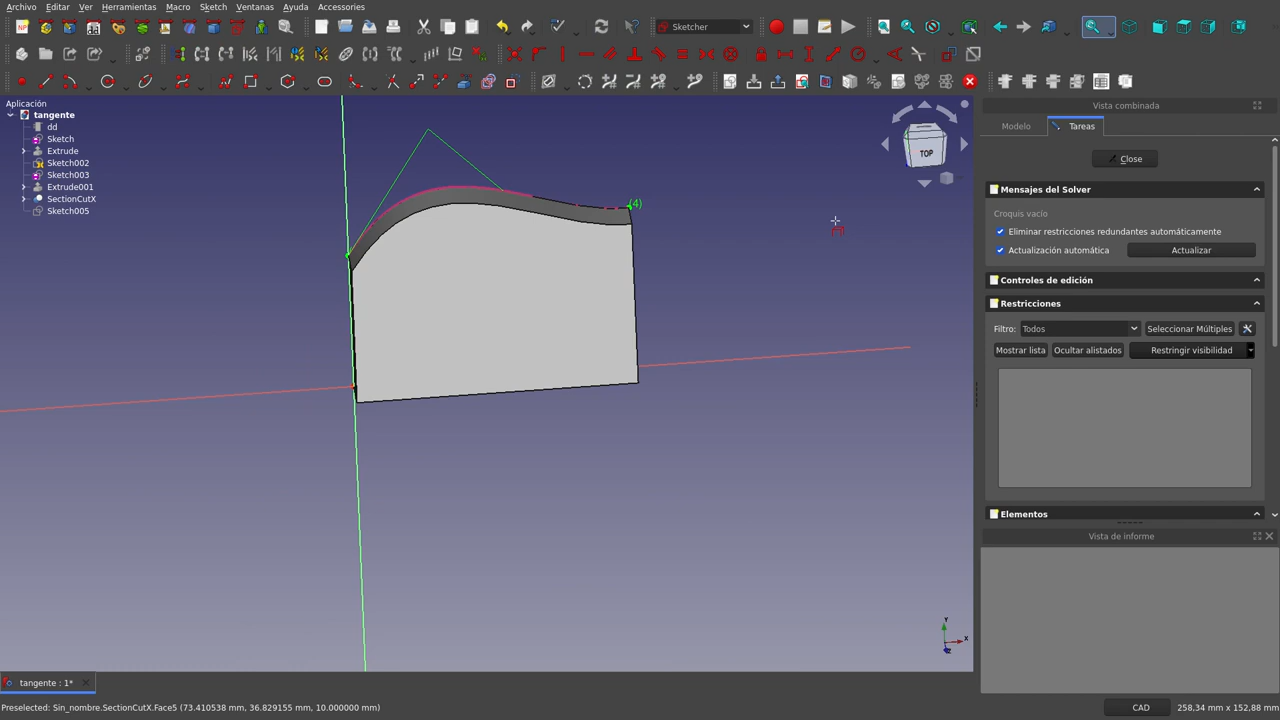 Archivo Editar Ver Herramientas Macro Sketch Ventanas Ayuda Accessories
Sketcher
Aplicación
tangente
dd
Sketch
Extrude
Sketch002
Sketch003
Extrude001
SectionCutX
Sketch005
(4)
TOP
Y
X
Z
Vista combinada
Modelo Tareas
Close
Mensajes del Solver
Croquis vacío
Eliminar restricciones redundantes automáticamente
Actualización automática Actualizar
Controles de edición
Restricciones
Filtro: Todos Seleccionar Múltiples
Mostrar lista Ocultar alistados Restringir visibilidad
Elementos
Vista de informe
tangente : 1*
Preselected: Sin_nombre.SectionCutX.Face5 (73.410538 mm, 36.829155 mm, 10.000000 mm)
CAD 258,34 mm x 152,88 mm